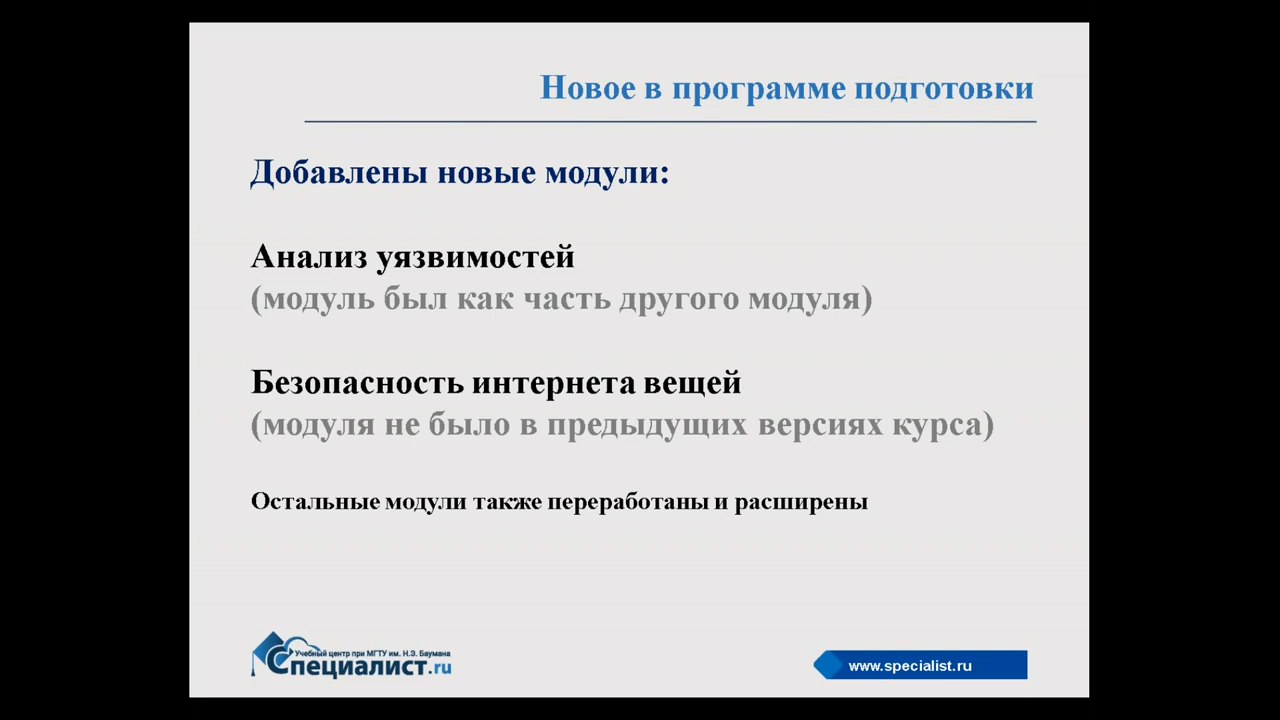 Новое в программе подготовки
Добавлены новые модули:
Анализ уязвимостей
(модуль был как часть другого модуля)
Безопасность интернета вещей
(модуля не было в предыдущих версиях курса)
Остальные модули также переработаны и расширены
Учебный центр при МГТУ им. Н.Э. Баумана
Специалист.ru
www.specialist.ru